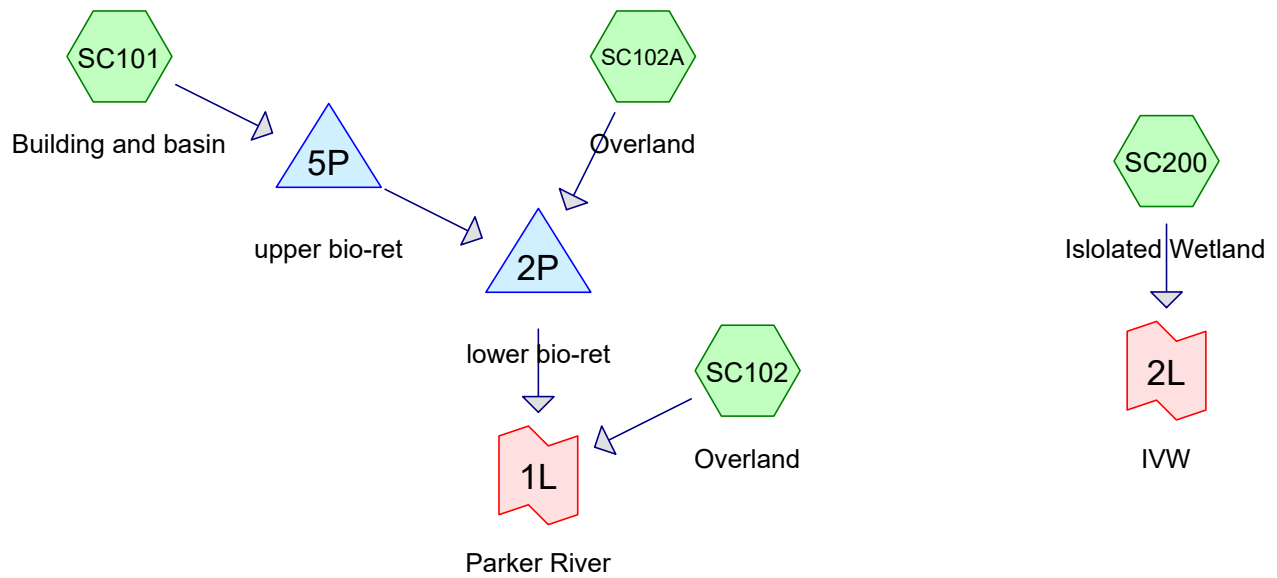 SC101
SC102A
Building and basin
Overland
5P
SC200
upper bio-ret
Islolated Wetland
2P
lower bio-ret
SC102
2L
Overland
IVW
1L
Parker River